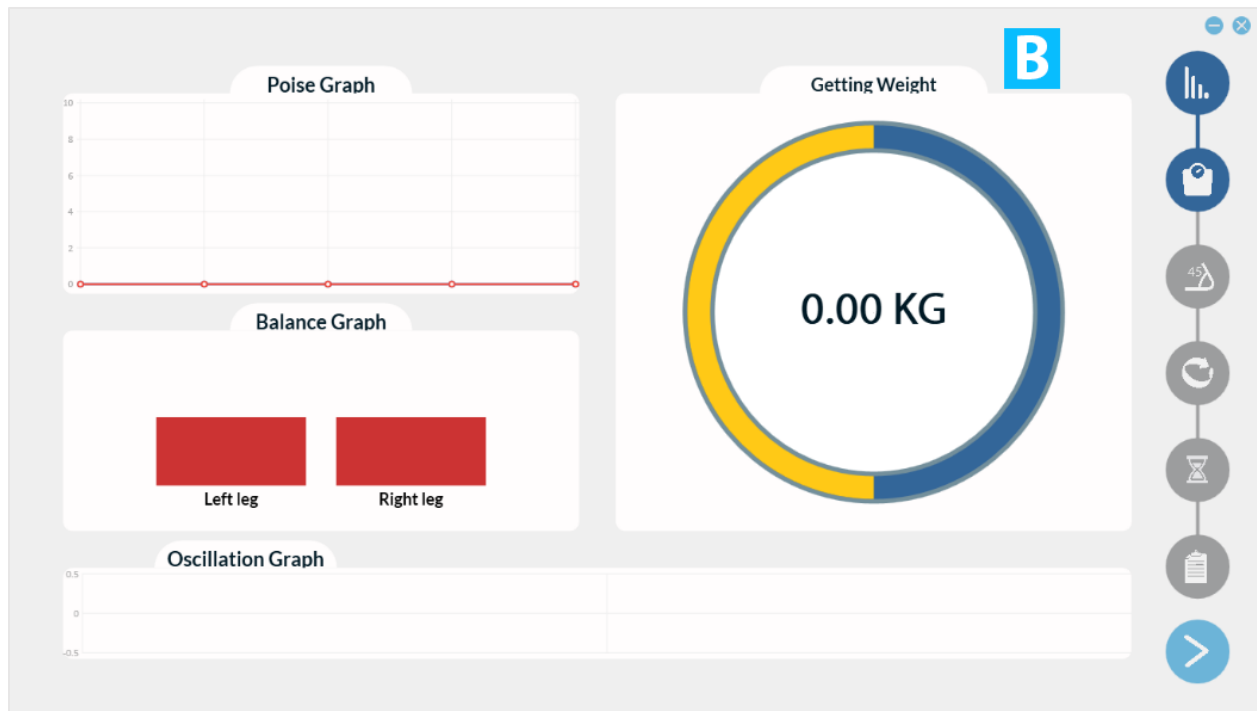 B
Poise Graph
10
8
6
4
2
0
Getting Weight
0.00 KG
45
Balance Graph
Left leg
Right leg
Oscillation Graph
0.5
0
-0.5